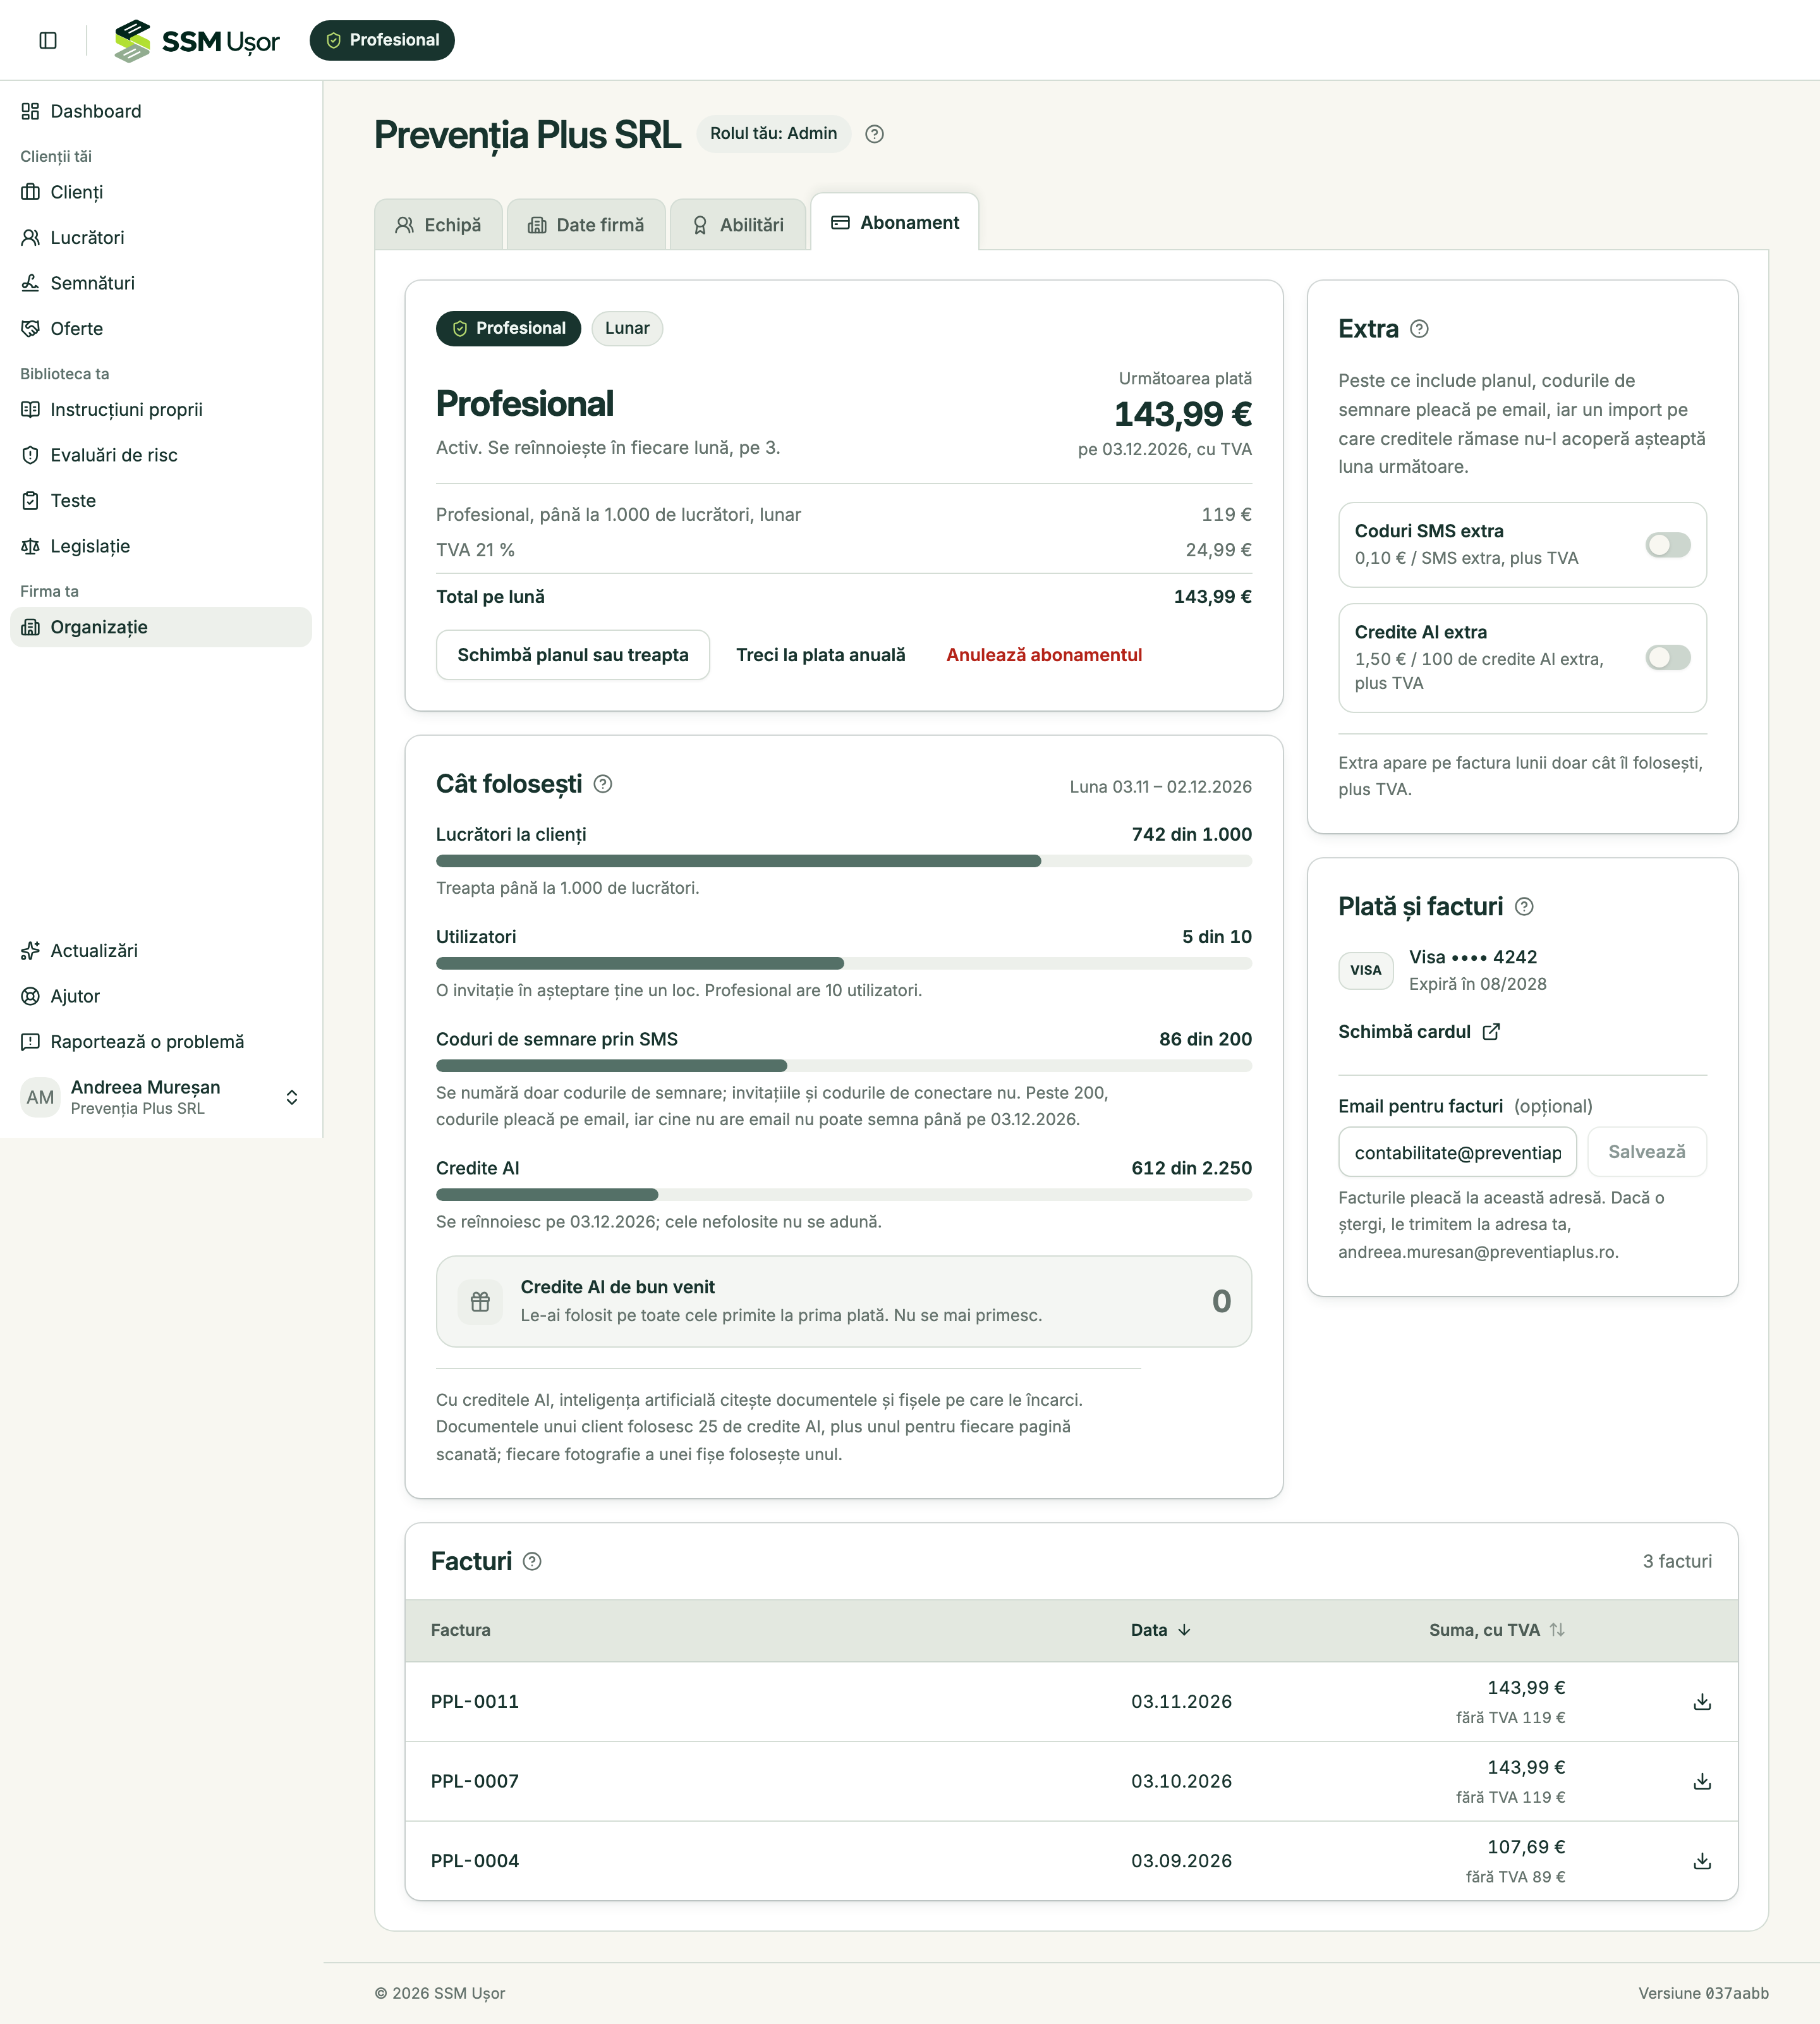 SSM Ușor
Profesional
Dashboard
Clienții tăi
Clienți
Lucrători
Semnături
Oferte
Biblioteca ta
Instrucțiuni proprii
Evaluări de risc
Teste
Legislație
Firma ta
Organizație
Actualizări
Ajutor
Raportează o problemă
AM
Andreea Mureșan
Prevenția Plus SRL
Prevenția Plus SRL
Rolul tău: Admin
Echipă
Date firmă
Abilitări
Abonament
Profesional
Lunar
Profesional
Activ. Se reînnoiește în fiecare lună, pe 3.
Următoarea plată
143,99 €
pe 03.12.2026, cu TVA
Profesional, până la 1.000 de lucrători, lunar
119 €
TVA 21 %
24,99 €
Total pe lună
143,99 €
Schimbă planul sau treapta
Treci la plata anuală
Anulează abonamentul
Cât folosești
Luna 03.11 – 02.12.2026
Lucrători la clienți
742 din 1.000
Treapta până la 1.000 de lucrători.
Utilizatori
5 din 10
O invitație în așteptare ține un loc. Profesional are 10 utilizatori.
Coduri de semnare prin SMS
86 din 200
Se numără doar codurile de semnare; invitațiile și codurile de conectare nu. Peste 200,
codurile pleacă pe email, iar cine nu are email nu poate semna până pe 03.12.2026.
Credite AI
612 din 2.250
Se reînnoiesc pe 03.12.2026; cele nefolosite nu se adună.
Credite AI de bun venit
Le-ai folosit pe toate cele primite la prima plată. Nu se mai primesc.
0
Cu creditele AI, inteligența artificială citește documentele și fișele pe care le încarci.
Documentele unui client folosesc 25 de credite AI, plus unul pentru fiecare pagină
scanată; fiecare fotografie a unei fișe folosește unul.
Extra
Peste ce include planul, codurile de
semnare pleacă pe email, iar un import pe
care creditele rămase nu-l acoperă așteaptă
luna următoare.
Coduri SMS extra
0,10 € / SMS extra, plus TVA
Credite AI extra
1,50 € / 100 de credite AI extra,
plus TVA
Extra apare pe factura lunii doar cât îl folosești,
plus TVA.
Plată și facturi
VISA
Visa •••• 4242
Expiră în 08/2028
Schimbă cardul
Email pentru facturi (opțional)
contabilitate@preventiap
Salvează
Facturile pleacă la această adresă. Dacă o
ștergi, le trimitem la adresa ta,
andreea.muresan@preventiaplus.ro.
Facturi
3 facturi
Factura
Data
Suma, cu TVA
PPL-0011
03.11.2026
143,99 €
fără TVA 119 €
PPL-0007
03.10.2026
143,99 €
fără TVA 119 €
PPL-0004
03.09.2026
107,69 €
fără TVA 89 €
© 2026 SSM Ușor
Versiune 037aabb